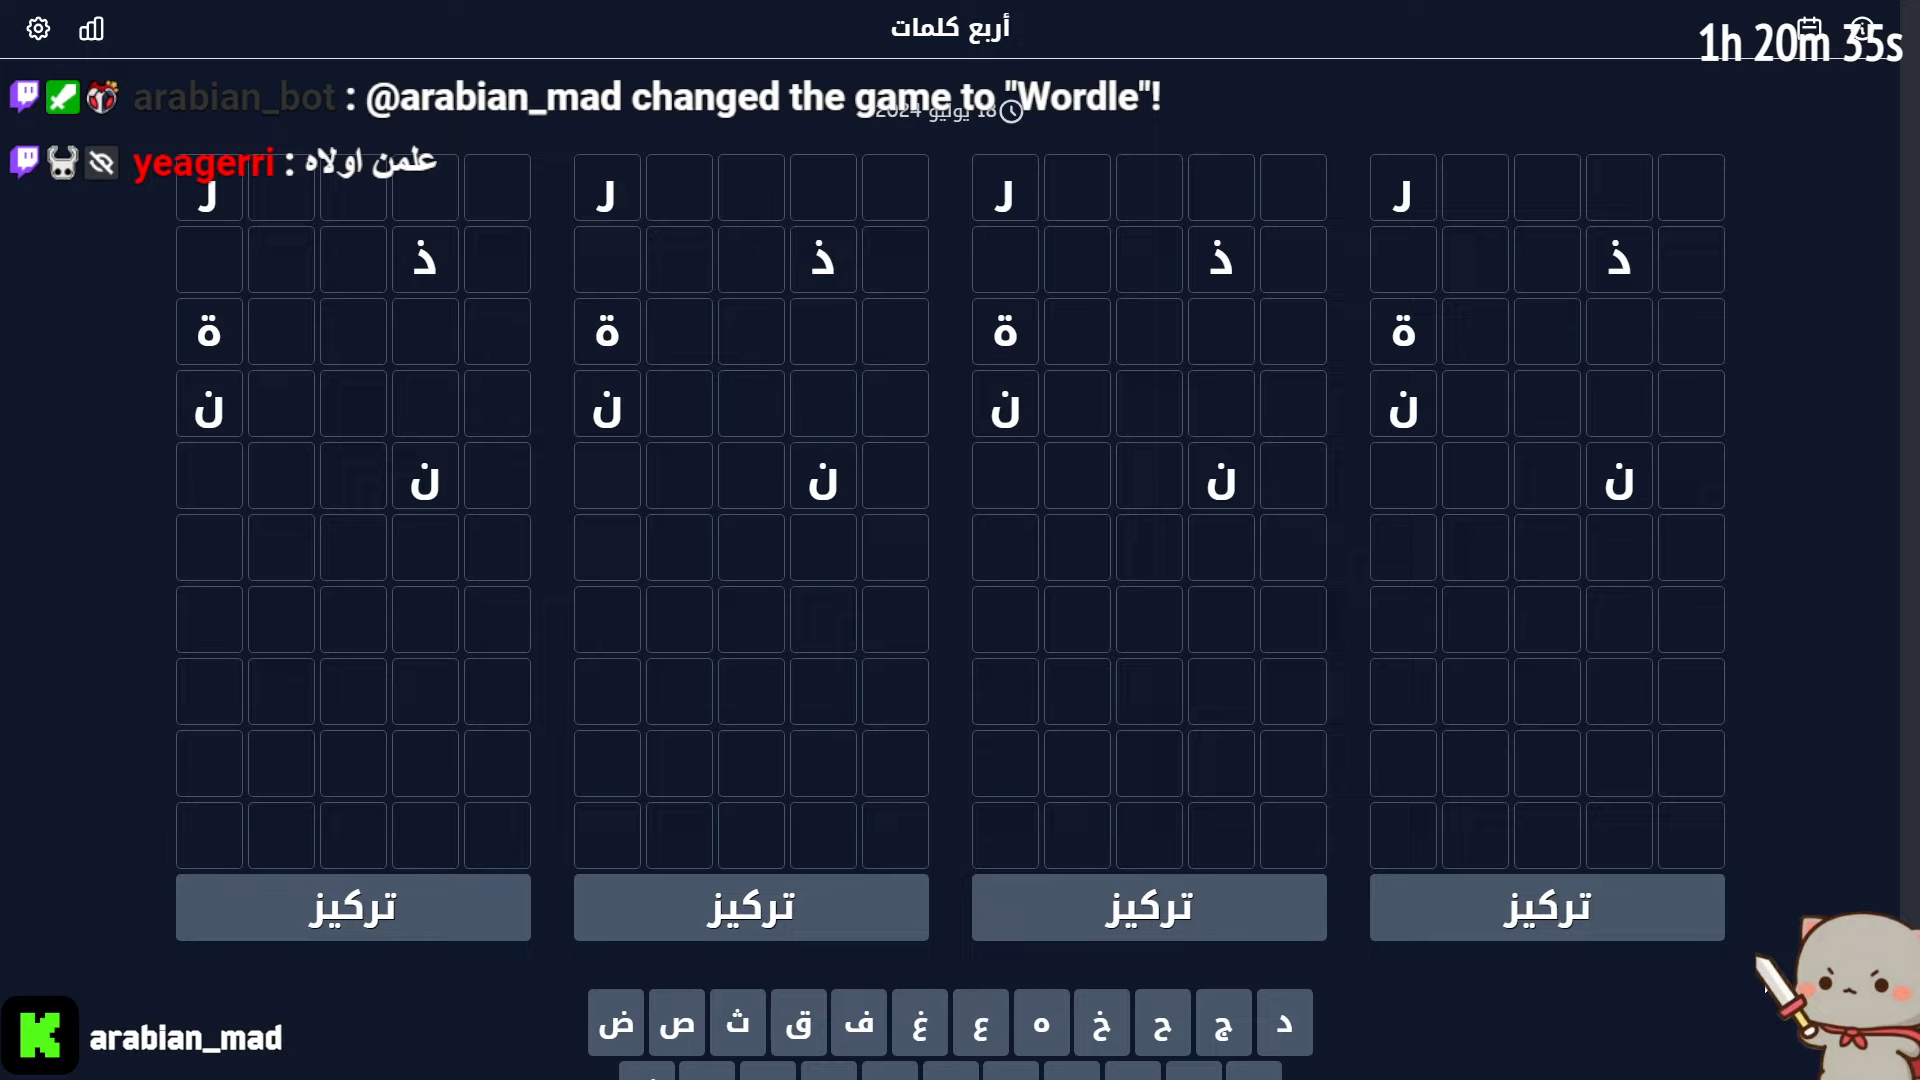 أربع كلمات
1h 20m 35s
arabian_bot : @arabian_mad changed the game to "Wordle"!
18 يوليو 2024
yeagerri : علمن اولاه
ر ر ر ر
ذ ذ ذ ذ
ة ة ة ة
ن ن ن ن
ن ن ن ن
تركيز تركيز تركيز تركيز
ض ص ث ق ف غ ع ه خ ح ج د
arabian_mad